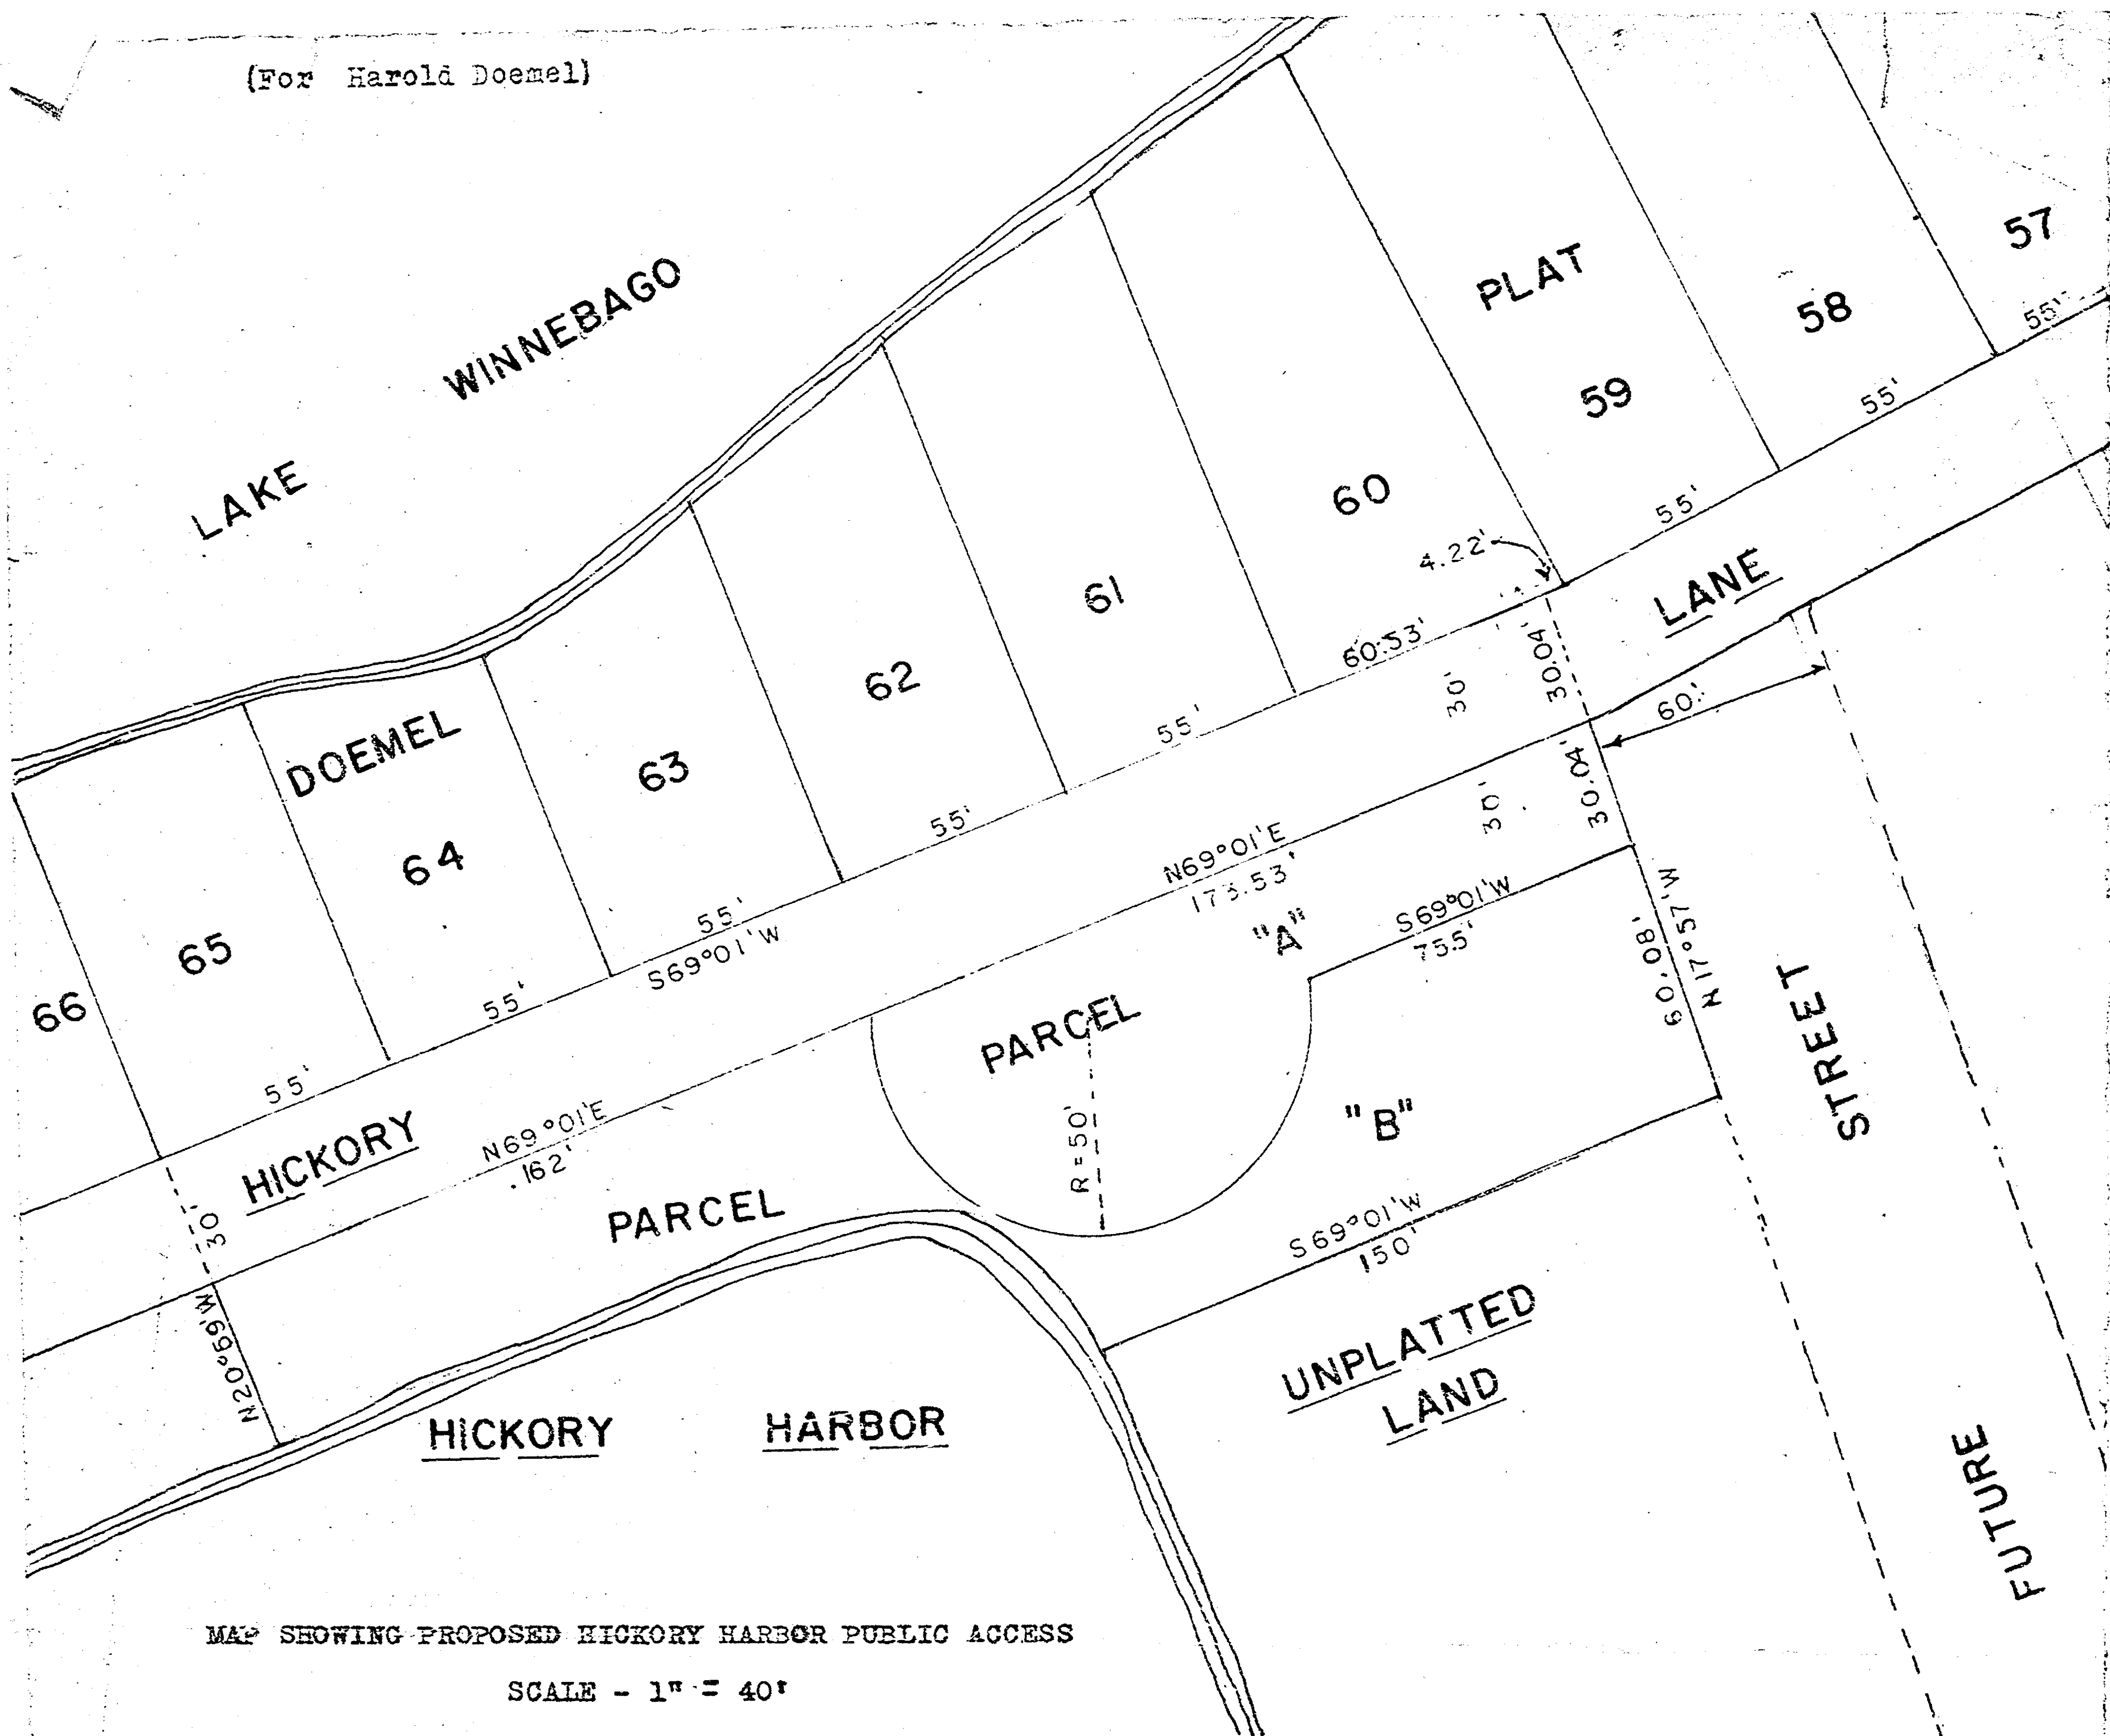 (For Harold Doemel)
LAKE WINNEBAGO
DOEMEL PLAT
57
58
59
60
61
62
63
64
65
66
55'
55'
55'
4.22'
60.53'
55'
55'
55'
55'
55'
S69°01'W
30.04'
30'
LANE
60'
30.04'
30'
N69°01'E
173.53'
"A"
S69°01'W
75.5'
PARCEL
R=50'
60.08'
N17°57'W
STREET
FUTURE
HICKORY
N69°01'E
162'
30'
N20°59'W
PARCEL "B"
S69°01'W
150'
UNPLATTED
LAND
HICKORY HARBOR
MAP SHOWING PROPOSED HICKORY HARBOR PUBLIC ACCESS
SCALE - 1" = 40'